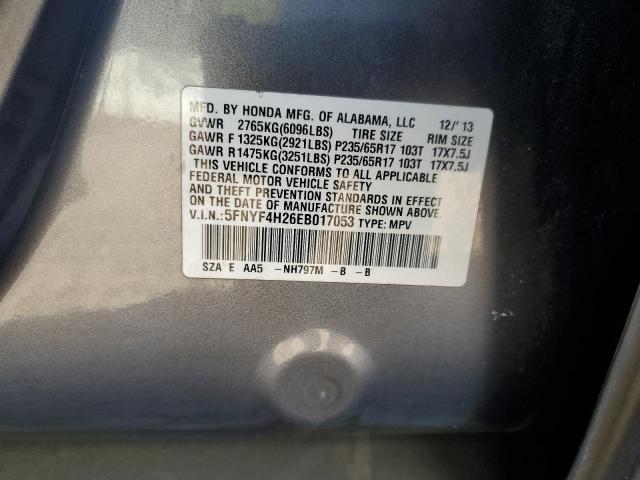 MFD. BY HONDA MFG. OF ALABAMA, LLC 12/'13
GVWR 2765KG(6096LBS) TIRE SIZE RIM SIZE
GAWR F 1325KG(2921LBS) P235/65R17 103T 17X7.5J
GAWR R1475KG(3251LBS) P235/65R17 103T 17X7.5J
THIS VEHICLE CONFORMS TO ALL APPLICABLE
FEDERAL MOTOR VEHICLE SAFETY
AND THEFT PREVENTION STANDARDS IN EFFECT
ON THE DATE OF MANUFACTURE SHOWN ABOVE.
V.I.N.:5FNYF4H26EB017053 TYPE: MPV
SZA E AA5 -NH797M -B -B